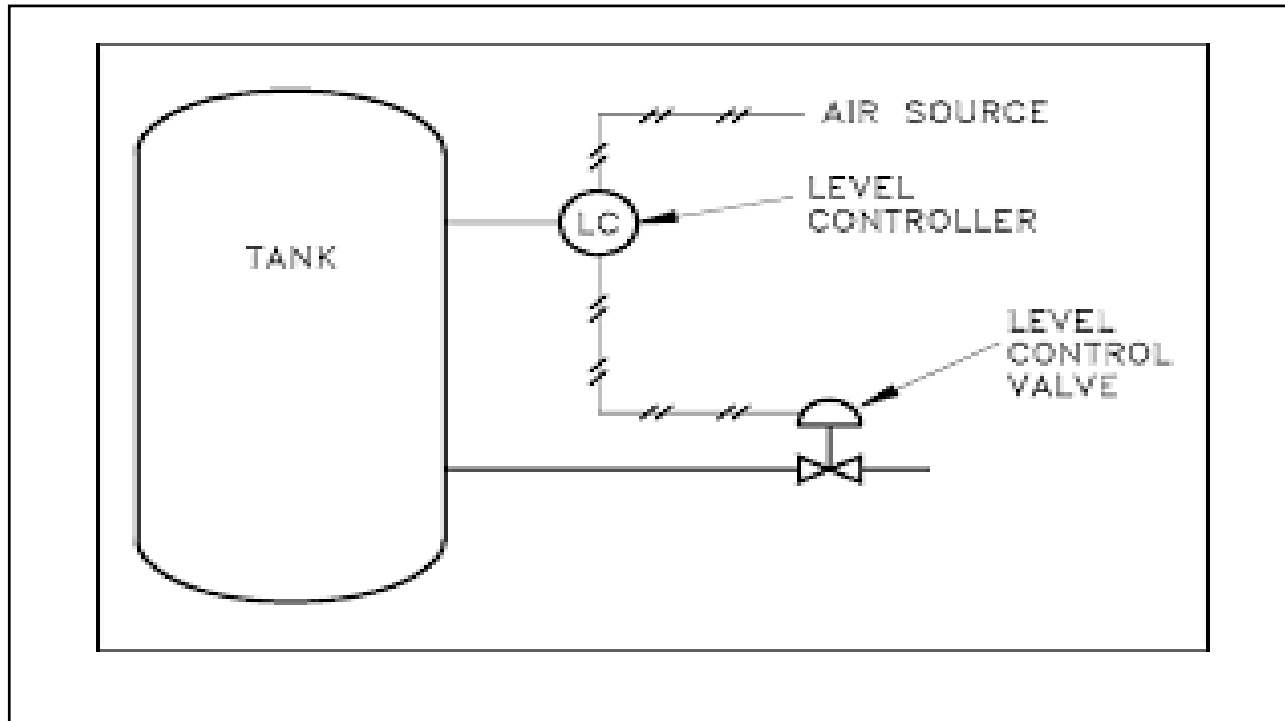 AIR SOURCE
LEVEL
CONTROLLER
LC
TANK
LEVEL
CONTROL
VALVE